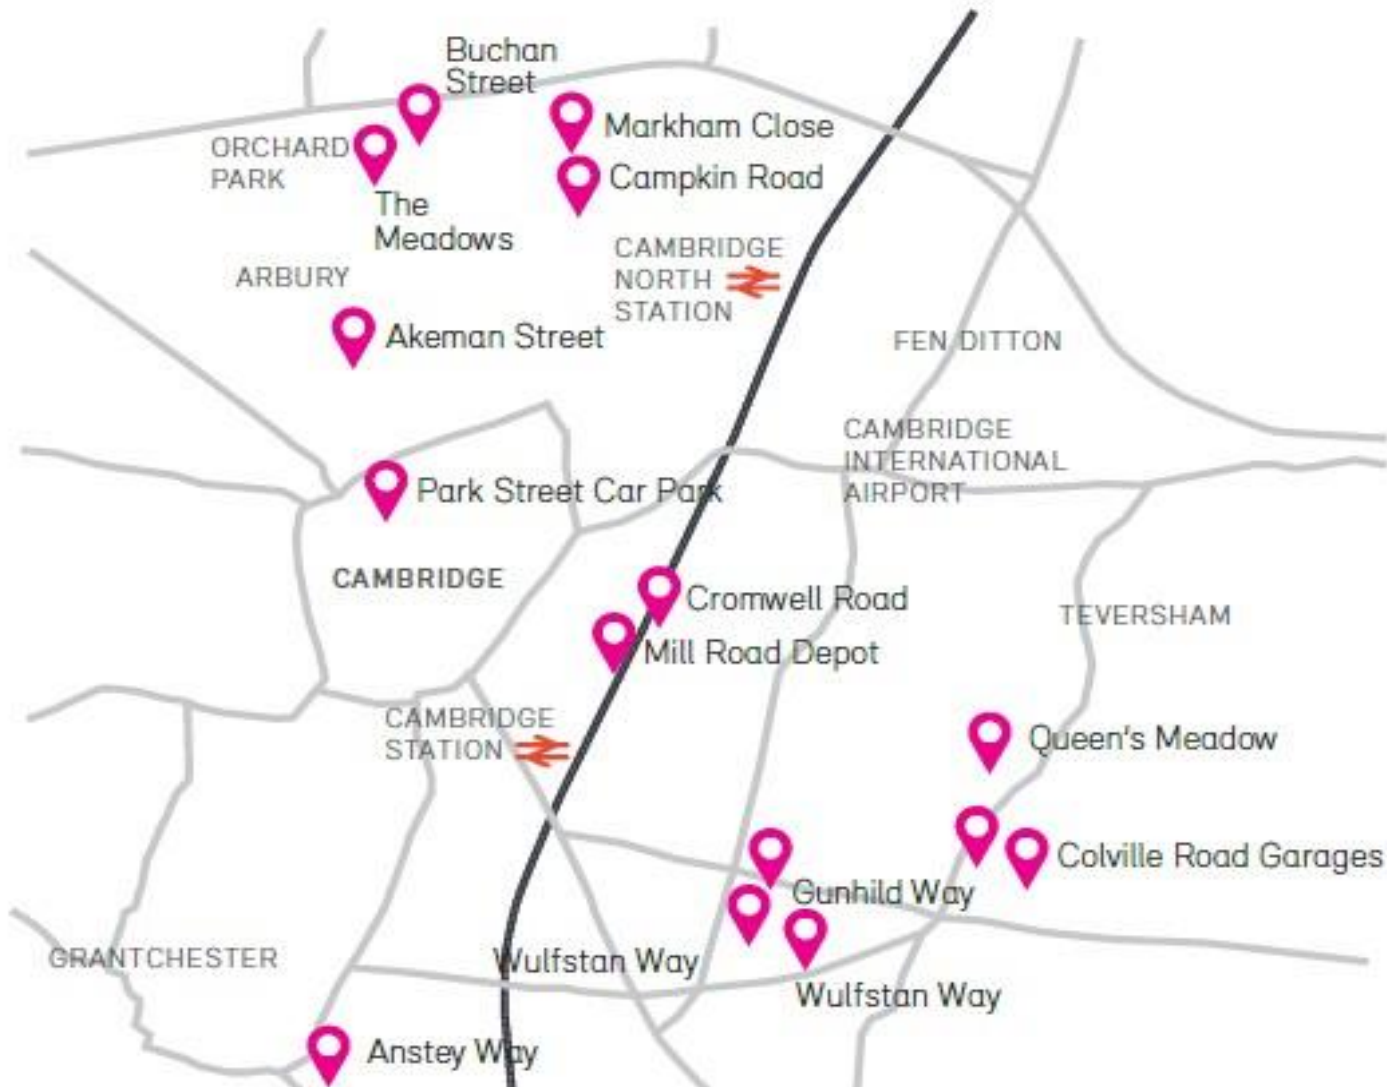 Buchan
Street
Markham Close
ORCHARD
PARK
Campkin Road
The
Meadows
CAMBRIDGE
NORTH
STATION
ARBURY
Akeman Street
FEN DITTON
CAMBRIDGE
INTERNATIONAL
AIRPORT
Park Street Car Park
CAMBRIDGE
Cromwell Road
TEVERSHAM
Mill Road Depot
CAMBRIDGE
STATION
Queen's Meadow
Colville Road Garages
Gunhild Way
GRANTCHESTER
Wulfstan Way
Wulfstan Way
Anstey Way